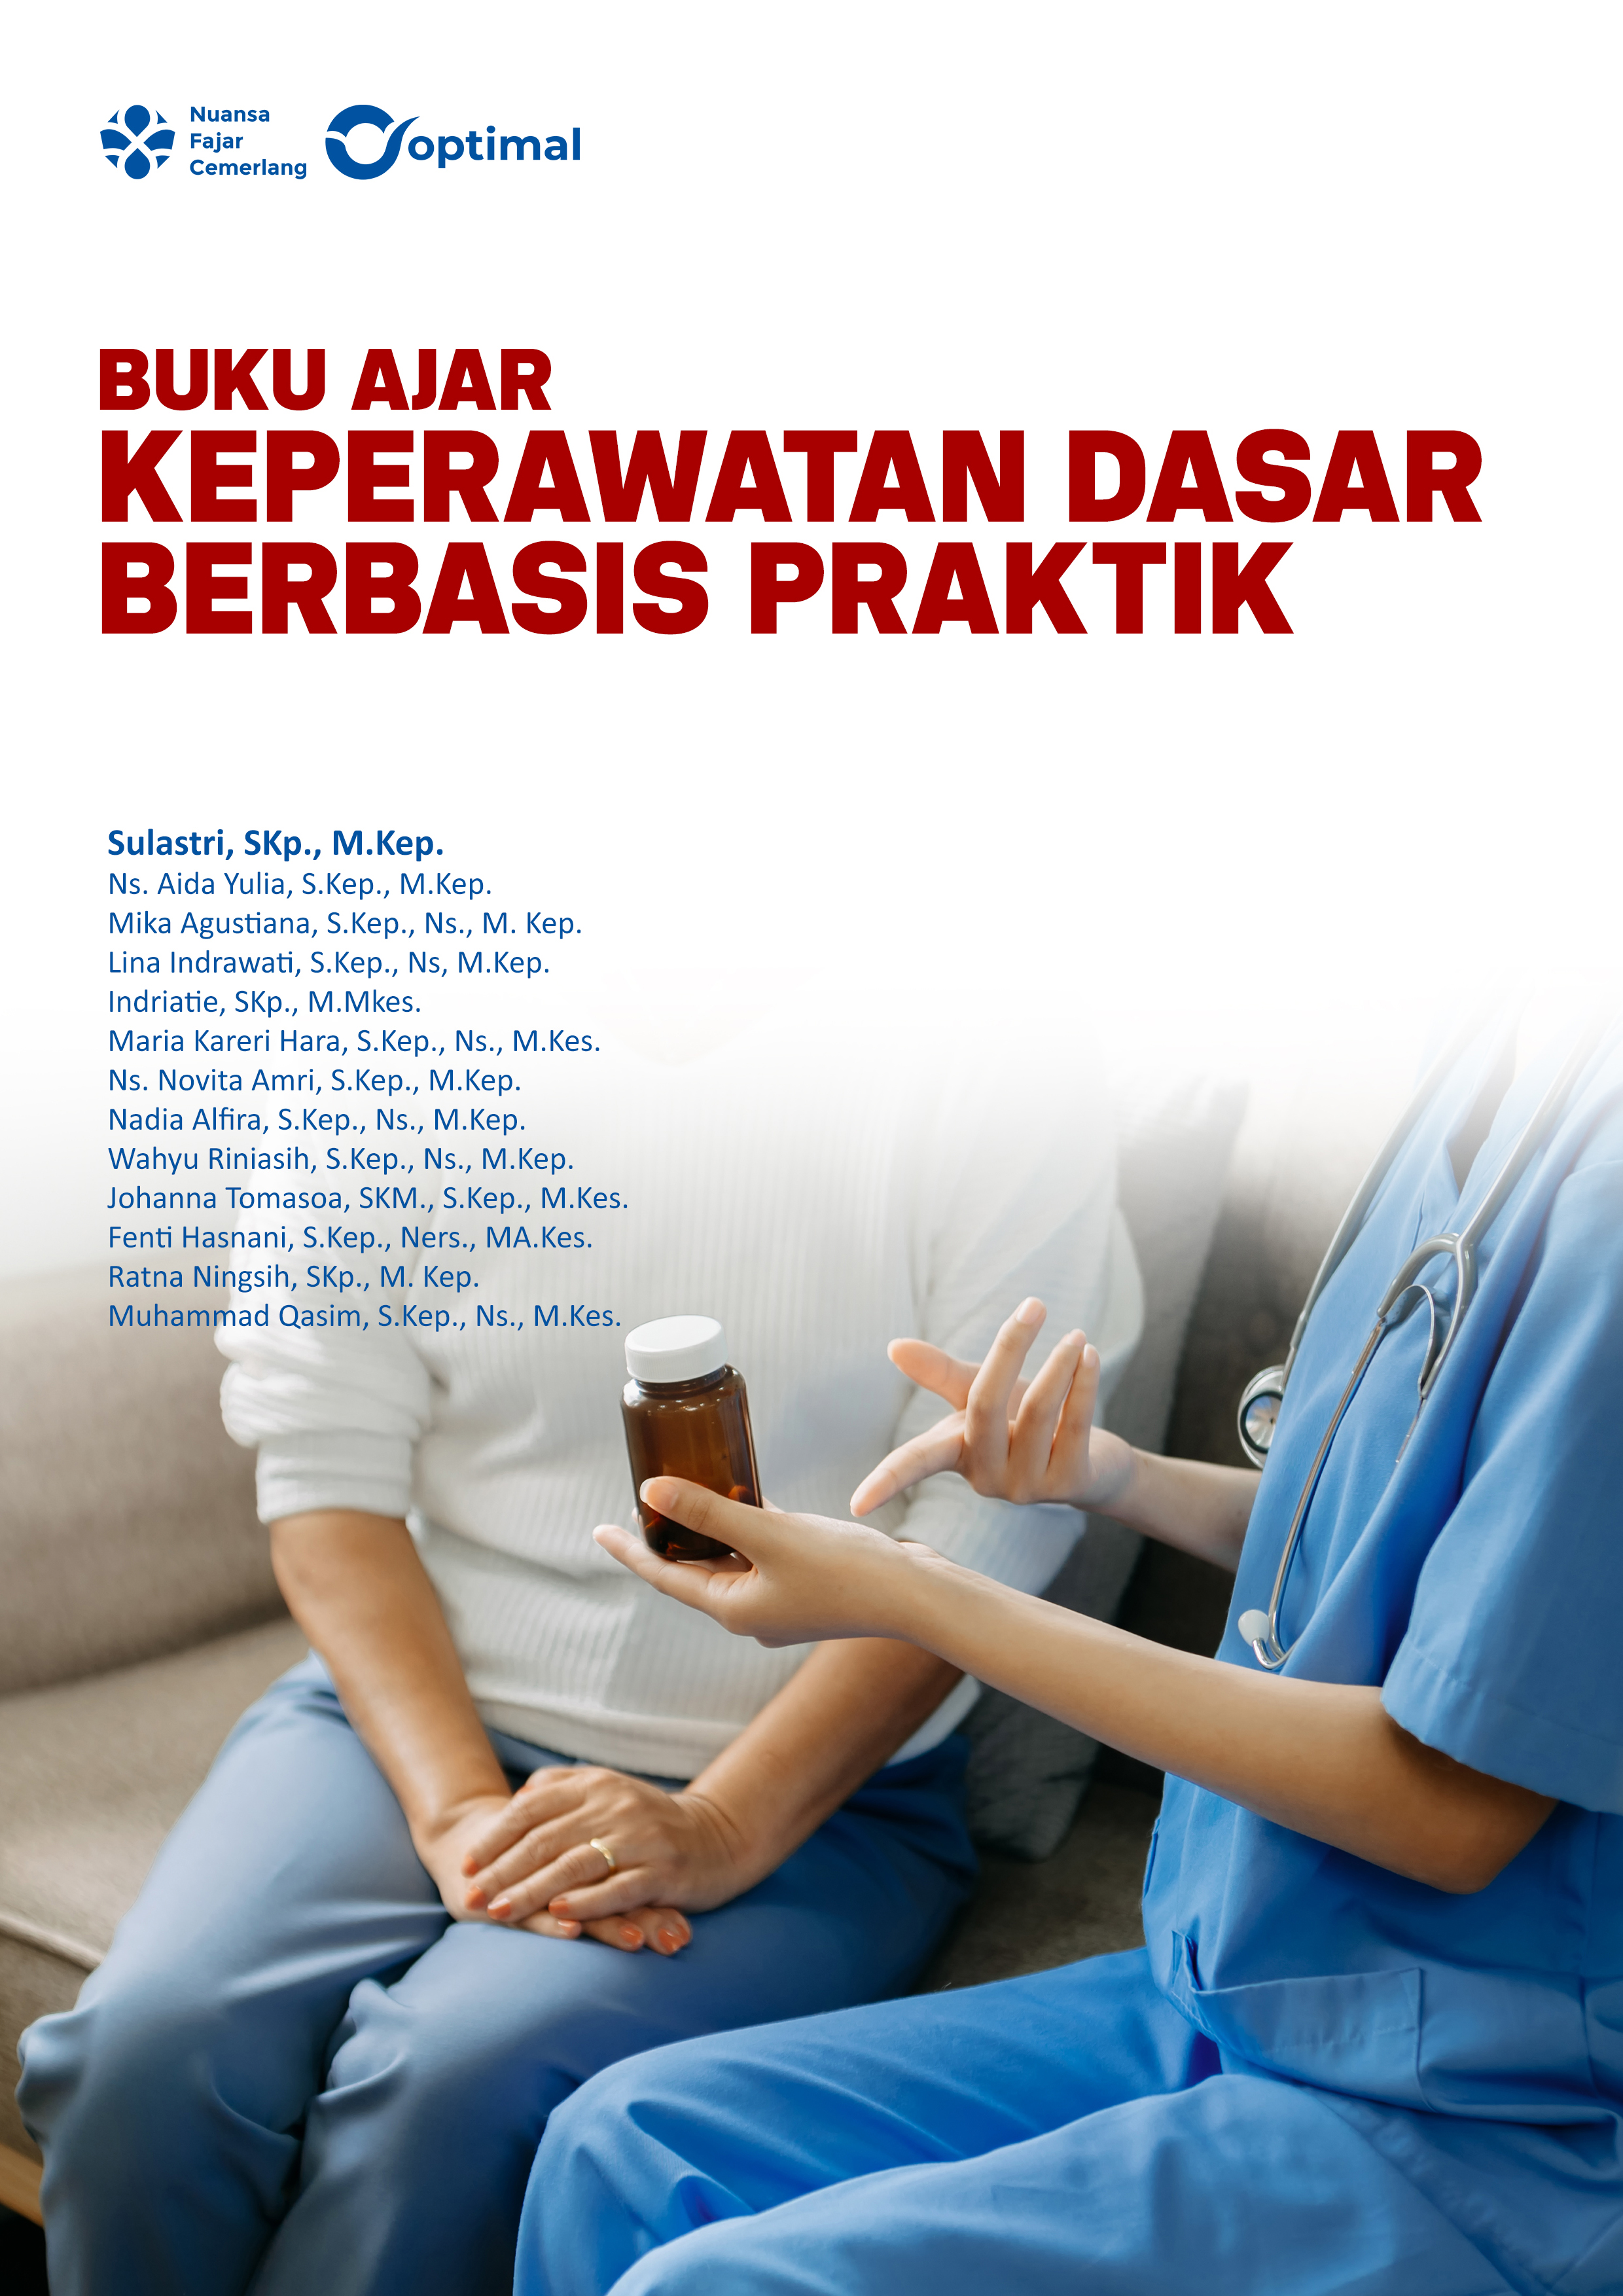 Nuansa
Fajar
Cemerlang
optimal
BUKU AJAR
KEPERAWATAN DASAR
BERBASIS PRAKTIK
Sulastri, SKp., M.Kep.
Ns. Aida Yulia, S.Kep., M.Kep.
Mika Agustiana, S.Kep., Ns., M. Kep.
Lina Indrawati, S.Kep., Ns, M.Kep.
Indriatie, SKp., M.Mkes.
Maria Kareri Hara, S.Kep., Ns., M.Kes.
Ns. Novita Amri, S.Kep., M.Kep.
Nadia Alfira, S.Kep., Ns., M.Kep.
Wahyu Riniasih, S.Kep., Ns., M.Kep.
Johanna Tomasoa, SKM., S.Kep., M.Kes.
Fenti Hasnani, S.Kep., Ners., MA.Kes.
Ratna Ningsih, SKp., M. Kep.
Muhammad Qasim, S.Kep., Ns., M.Kes.